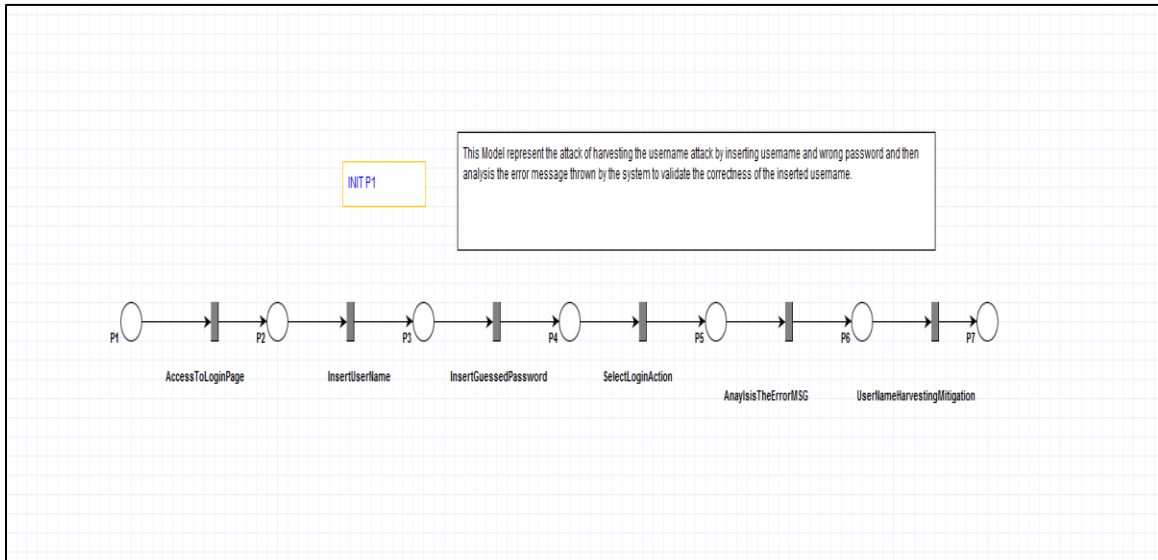 This Model represent the attack of harvesting the username attack by inserting username and wrong password and then
analysis the error message thrown by the system to validate the correctness of the inserted username.
INIT P1
P1
P2
P3
P4
P5
P6
P7
AccessToLoginPage
InsertUserName
InsertGuessedPassword
SelectLoginAction
AnaylsisTheErrorMSG
UserNameHarvestingMitigation